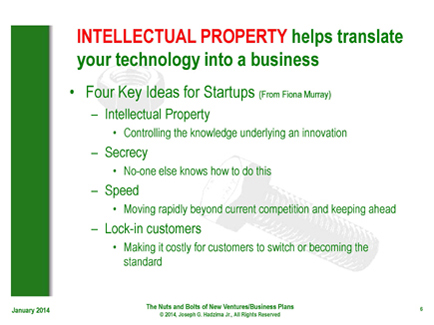 INTELLECTUAL PROPERTY helps translate
your technology into a business
• Four Key Ideas for Startups (From Fiona Murray)
– Intellectual Property
• Controlling the knowledge underlying an innovation
– Secrecy
• No-one else knows how to do this
– Speed
• Moving rapidly beyond current competition and keeping ahead
– Lock-in customers
• Making it costly for customers to switch or becoming the
standard
January 2014
The Nuts and Bolts of New Ventures/Business Plans
© 2014, Joseph G. Hadzima Jr., All Rights Reserved
6